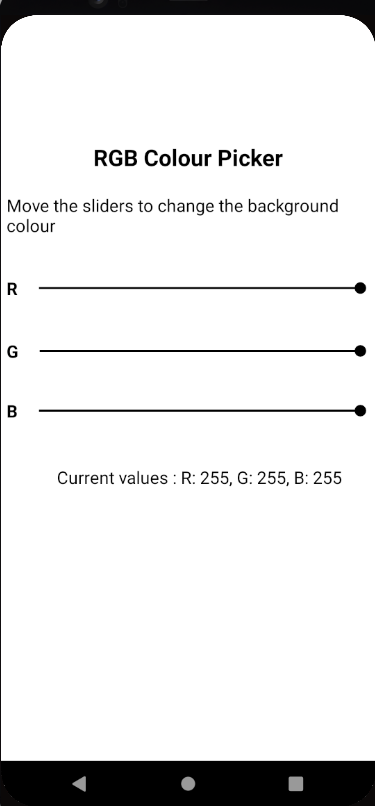 RGB Colour Picker
Move the sliders to change the background
colour
R
G
B
Current values : R: 255, G: 255, B: 255